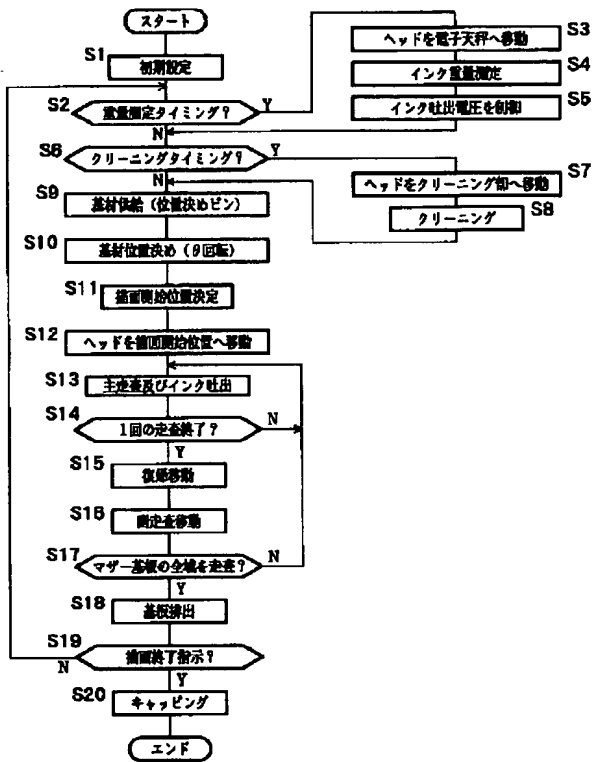 スタート
S1
初期設定
S2
重量測定タイミング?
Y
N
S3
ヘッドを電子天秤へ移動
S4
インク重量測定
S5
インク吐出電圧を制御
S6
クリーニングタイミング?
Y
N
S7
ヘッドをクリーニング部へ移動
S8
クリーニング
S9
基材供給(位置決めピン)
S10
基材位置決め(θ回転)
S11
描画開始位置決定
S12
ヘッドを描画開始位置へ移動
S13
主走査及びインク吐出
S14
1回の走査終了?
N
Y
S15
復帰移動
S16
副走査移動
S17
マザー基板の全域を走査?
N
Y
S18
基板排出
S19
描画終了指示?
N
Y
S20
キャッピング
エンド